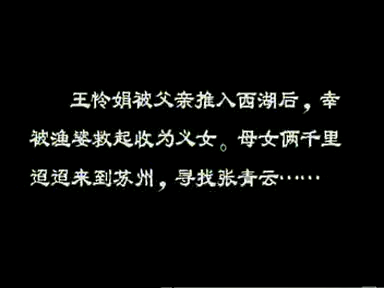 王怜娟被父亲推入西湖后，幸
被渔婆救起收为义女。母女俩千里
迢迢来到苏州，寻找张青云……